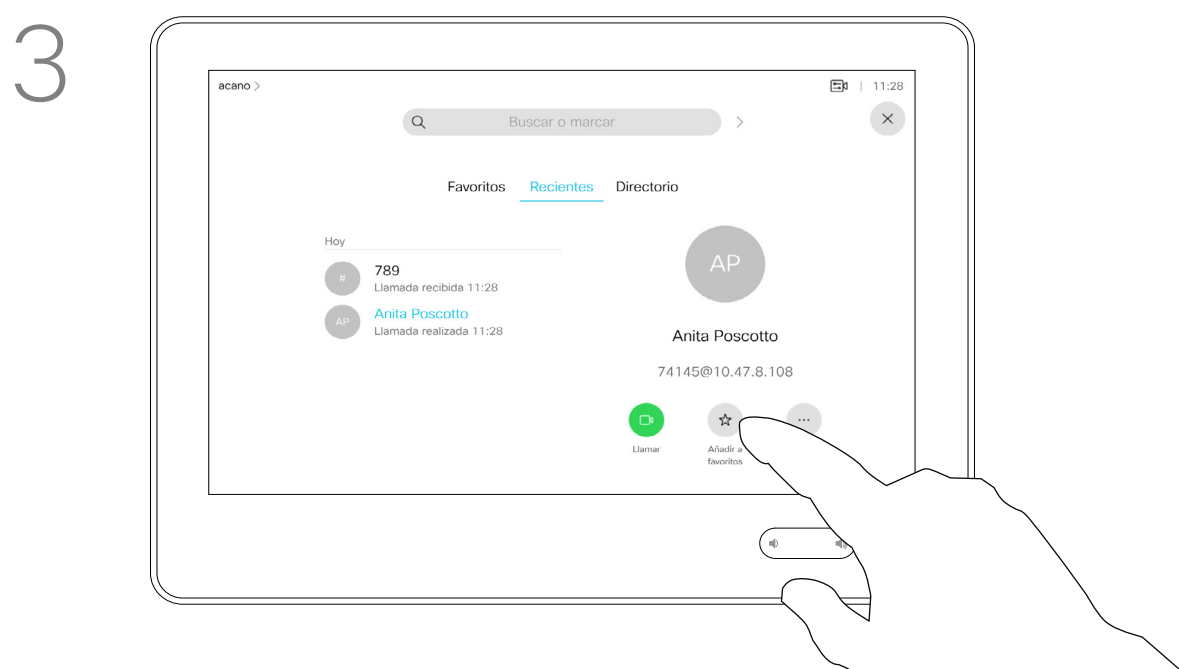 3
acano >
11:28
Buscar o marcar
Favoritos Recientes Directorio
Hoy
#
789
Llamada recibida 11:28
AP
Anita Poscotto
Llamada realizada 11:28
AP
Anita Poscotto
74145@10.47.8.108
Llamar
Añadir a
favoritos